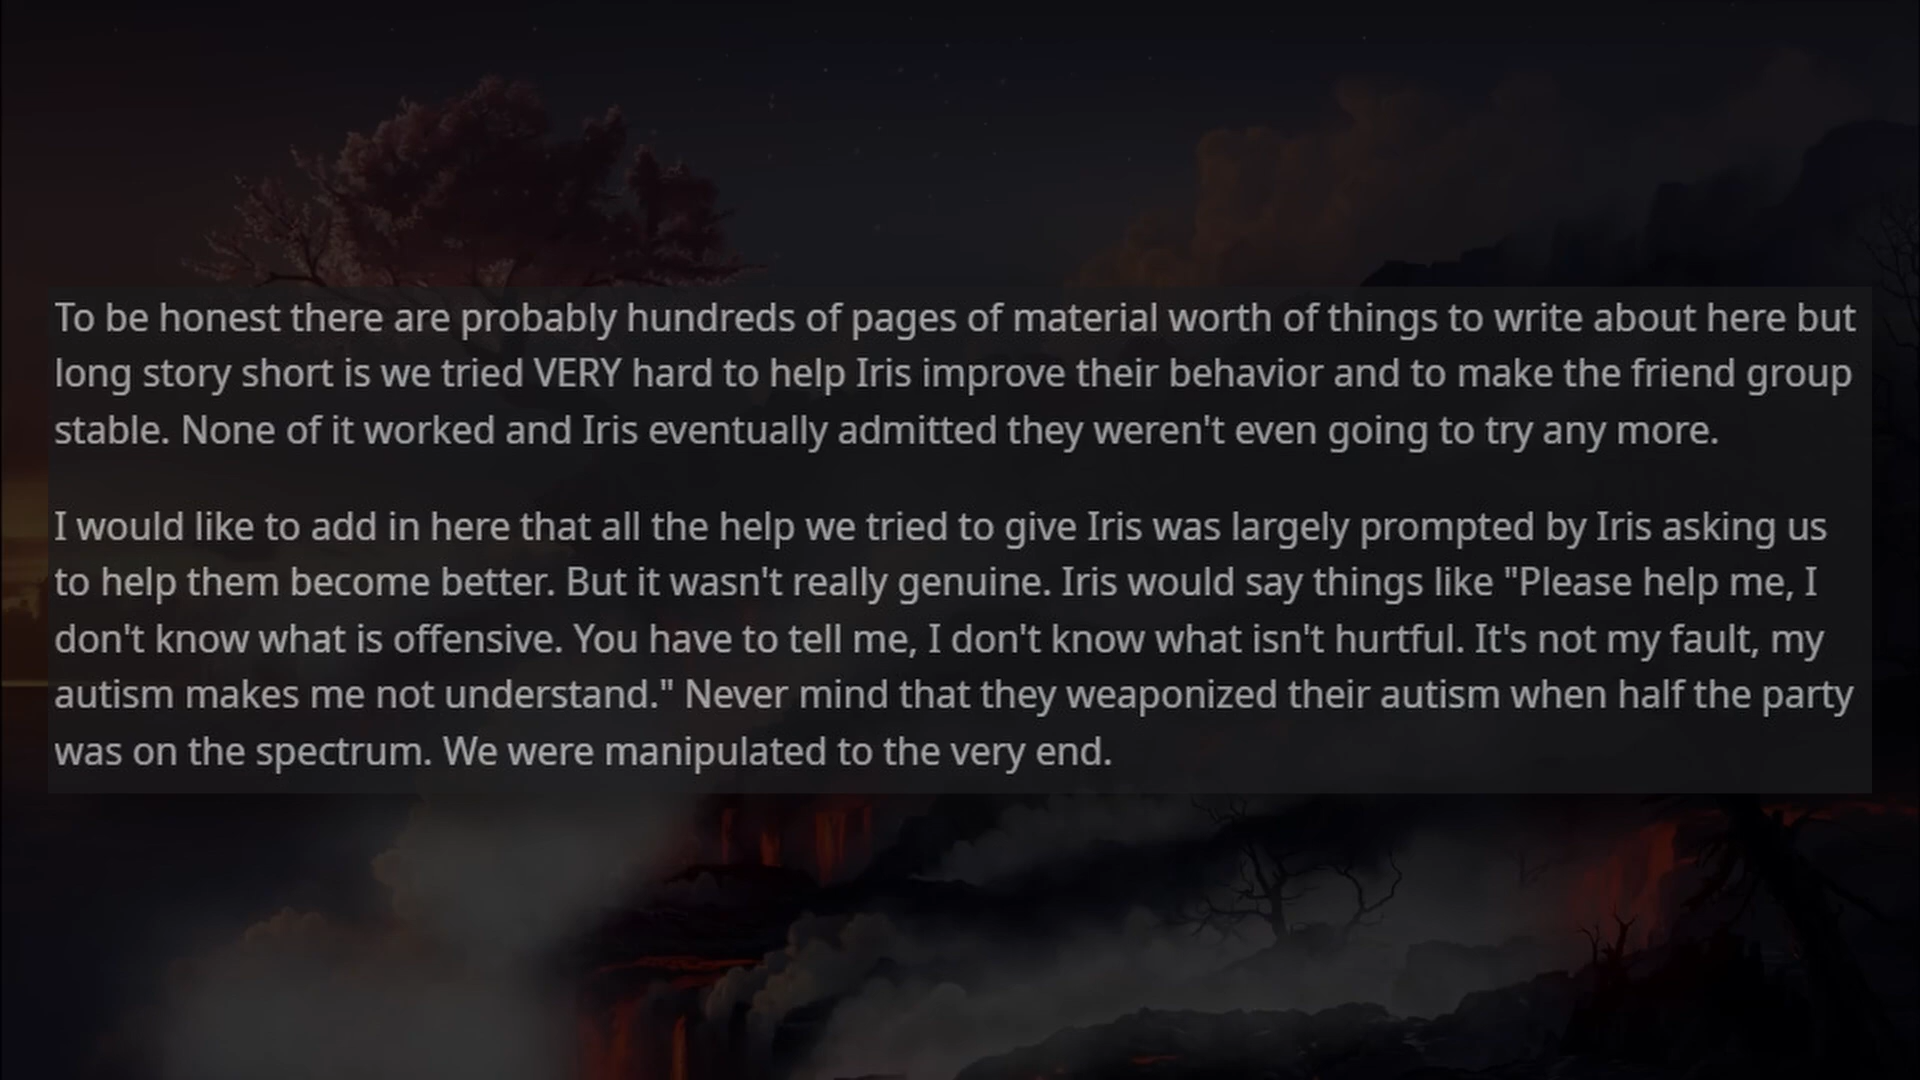 To be honest there are probably hundreds of pages of material worth of things to write about here but
long story short is we tried VERY hard to help Iris improve their behavior and to make the friend group
stable. None of it worked and Iris eventually admitted they weren't even going to try any more.
I would like to add in here that all the help we tried to give Iris was largely prompted by Iris asking us
to help them become better. But it wasn't really genuine. Iris would say things like "Please help me, I
don't know what is offensive. You have to tell me, I don't know what isn't hurtful. It's not my fault, my
autism makes me not understand." Never mind that they weaponized their autism when half the party
was on the spectrum. We were manipulated to the very end.